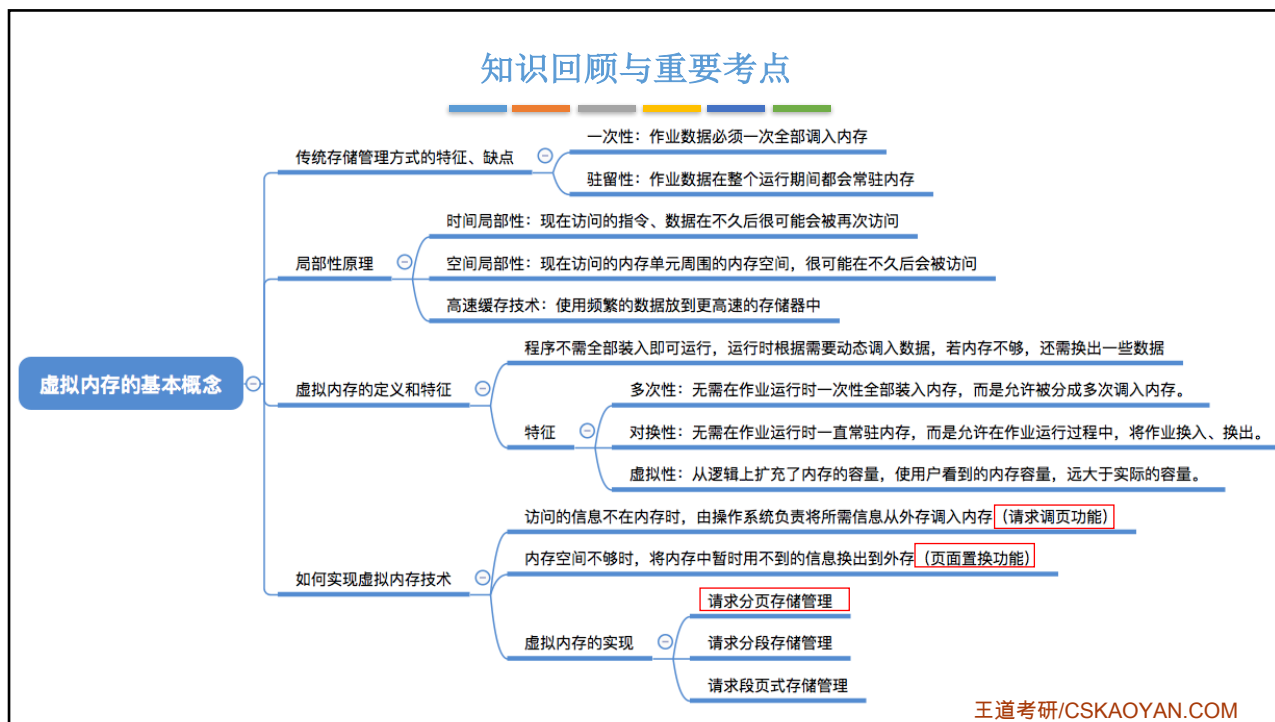 知识回顾与重要考点
一次性：作业数据必须一次全部调入内存
传统存储管理方式的特征、缺点
驻留性：作业数据在整个运行期间都会常驻内存
时间局部性：现在访问的指令、数据在不久后很可能会被再次访问
局部性原理
空间局部性：现在访问的内存单元周围的内存空间，很可能在不久后会被访问
高速缓存技术：使用频繁的数据放到更高速的存储器中
虚拟内存的基本概念
程序不需全部装入即可运行，运行时根据需要动态调入数据，若内存不够，还需换出一些数据
虚拟内存的定义和特征
多次性：无需在作业运行时一次性全部装入内存，而是允许被分成多次调入内存。
特征
对换性：无需在作业运行时一直常驻内存，而是允许在作业运行过程中，将作业换入、换出。
虚拟性：从逻辑上扩充了内存的容量，使用户看到的内存容量，远大于实际的容量。
访问的信息不在内存时，由操作系统负责将所需信息从外存调入内存（请求调页功能）
内存空间不够时，将内存中暂时用不到的信息换出到外存（页面置换功能）
如何实现虚拟内存技术
请求分页存储管理
虚拟内存的实现
请求分段存储管理
请求段页式存储管理
王道考研/CSKAOYAN.COM